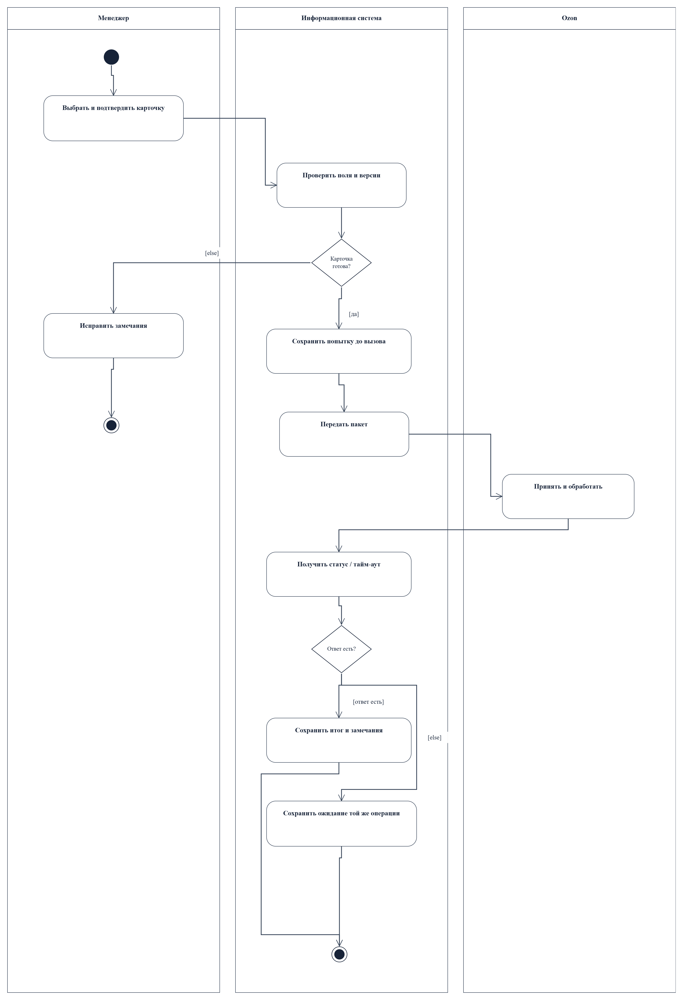 Менеджер
Информационная система
Ozon
Выбрать и подтвердить карточку
Проверить поля и версии
[else]
Карточка
готова?
[да]
Исправить замечания
Сохранить попытку до вызова
Передать пакет
Принять и обработать
Получить статус / тайм-аут
Ответ есть?
[ответ есть]
Сохранить итог и замечания
[else]
Сохранить ожидание той же операции